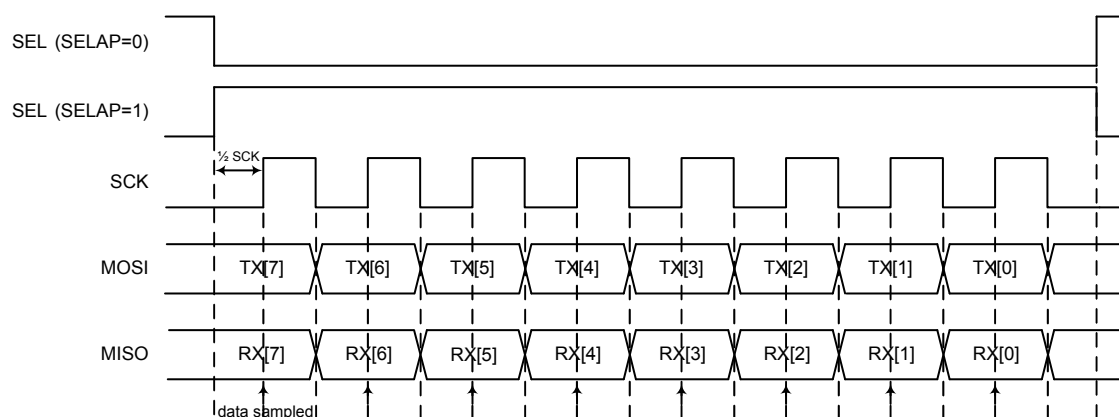 SEL (SELAP=0)
SEL (SELAP=1)
½ SCK
SCK
MOSI TX[7] TX[6] TX[5] TX[4] TX[3] TX[2] TX[1] TX[0]
MISO RX[7] RX[6] RX[5] RX[4] RX[3] RX[2] RX[1] RX[0]
data sampled